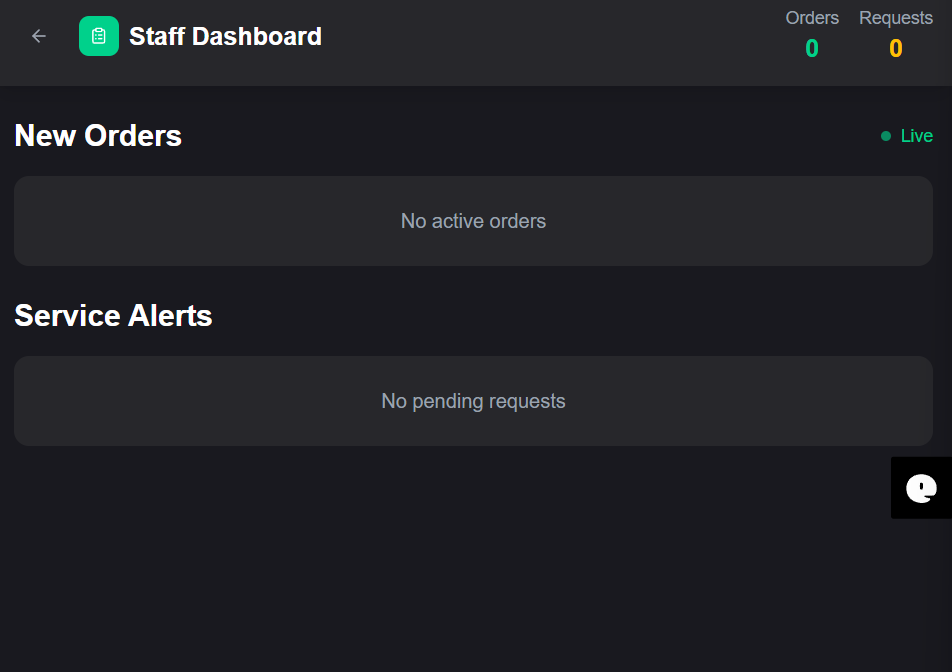 Staff Dashboard
Orders
0
Requests
0
New Orders
Live
No active orders
Service Alerts
No pending requests